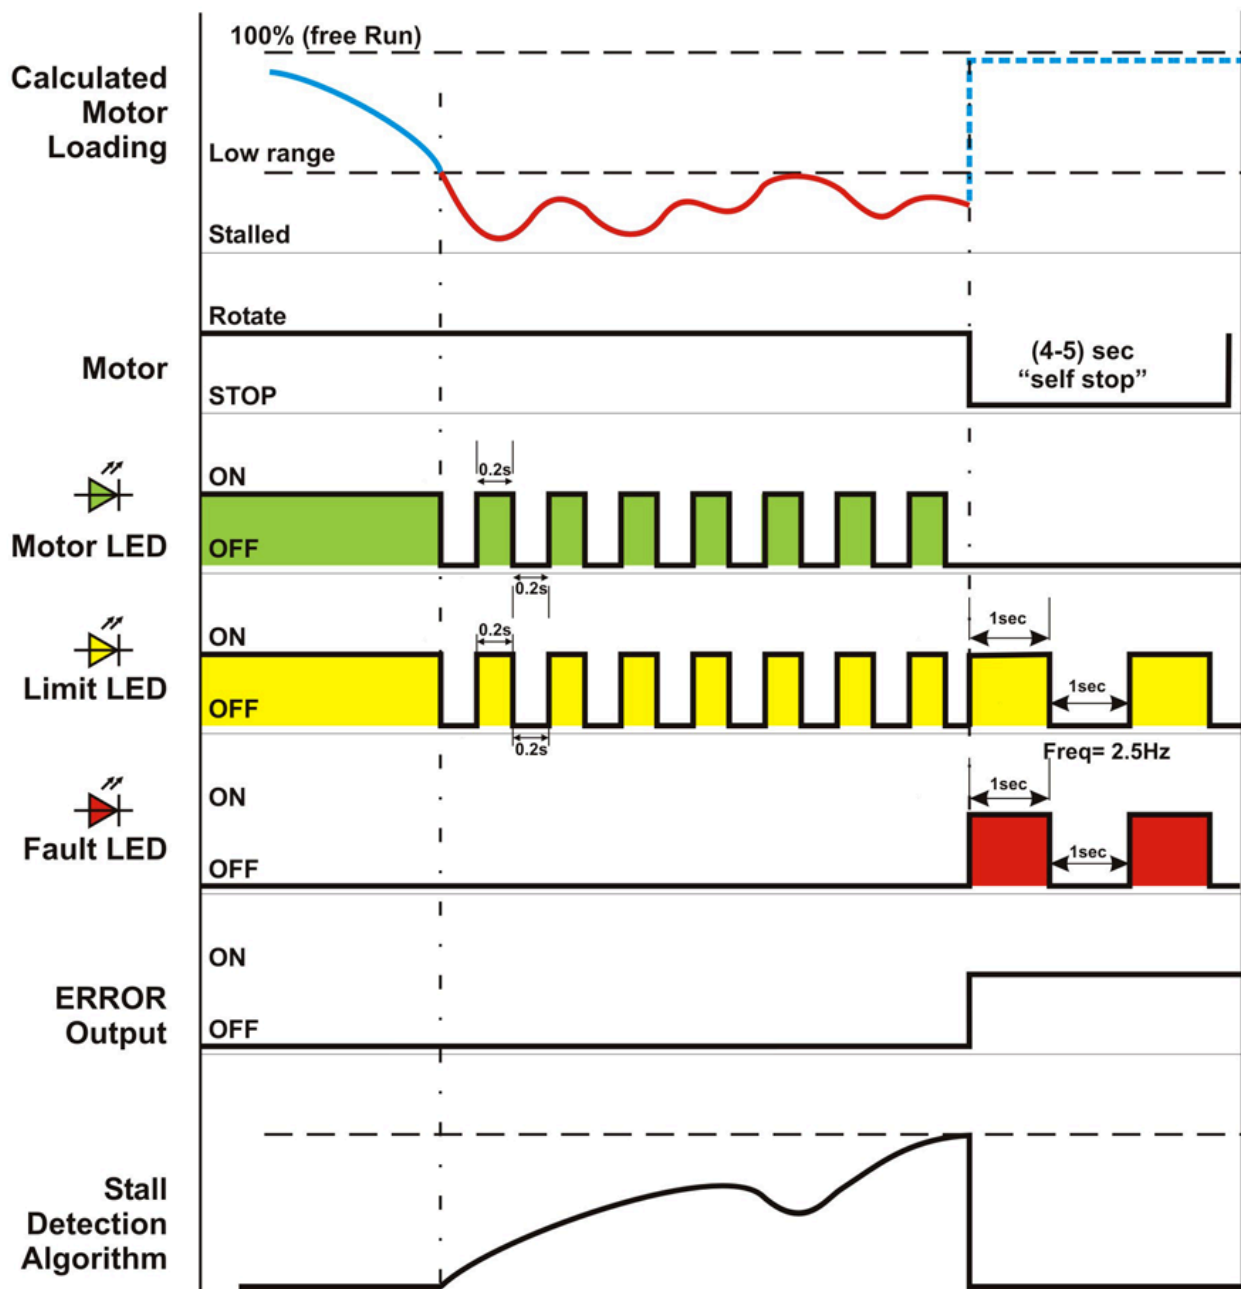 100% (free Run)
Calculated
Motor
Loading
Low range
Stalled
Rotate
Motor
STOP
(4-5) sec
“self stop”
ON
0.2s
Motor LED
OFF
0.2s
ON
0.2s
1sec
Limit LED
OFF
1sec
0.2s
Freq= 2.5Hz
ON
1sec
Fault LED
OFF
1sec
ON
ERROR
Output
OFF
Stall
Detection
Algorithm